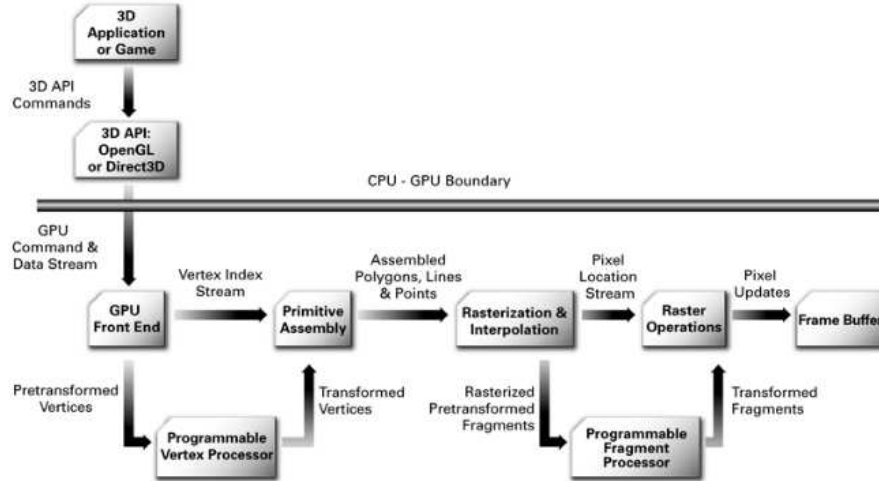 3D
Application
or Game
3D API
Commands
3D API:
OpenGL
or Direct3D
CPU - GPU Boundary
GPU
Command &
Data Stream
Vertex Index
Stream
Assembled
Polygons, Lines
& Points
Pixel
Location
Stream
Pixel
Updates
GPU
Front End
Primitive
Assembly
Rasterization &
Interpolation
Raster
Operations
Frame Buffer
Pretransformed
Vertices
Transformed
Vertices
Rasterized
Pretransformed
Fragments
Transformed
Fragments
Programmable
Vertex Processor
Programmable
Fragment
Processor